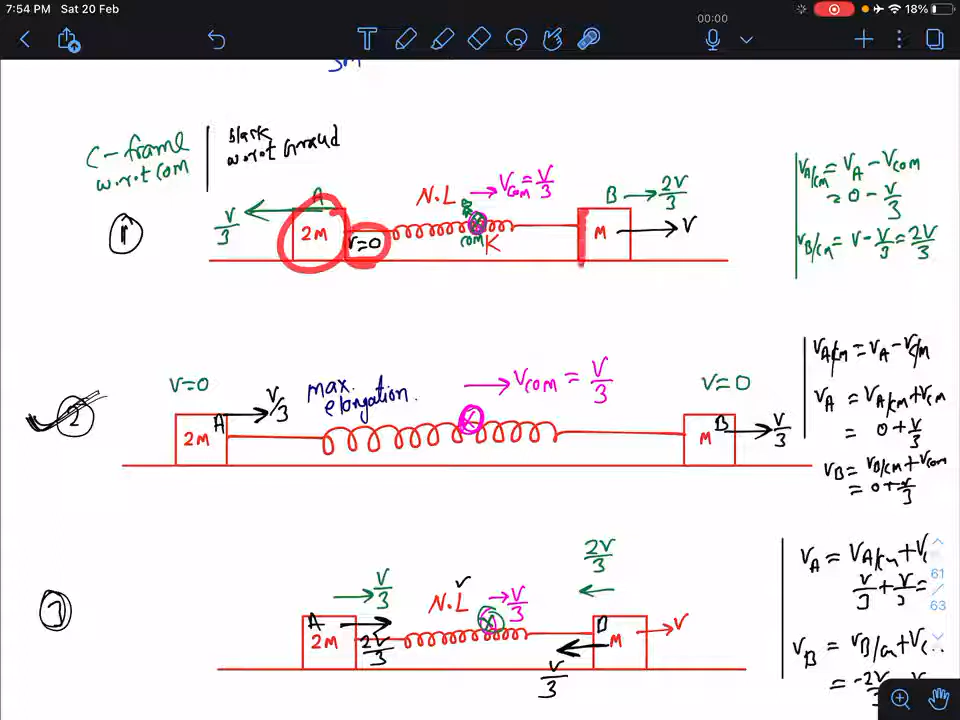 7:54 PM Sat 20 Feb
00:00
18%
T
3m
C-frame
w.r.t com
black
w.r.t Ground
1
V/3
A
2M
V=0
N.L
Vcom = V/3
com
K
B
2V/3
M
V
VA/cm = VA - Vcom
= 0 - V/3
VB/cm = V - V/3 = 2V/3
2
V=0
V/3
A
2M
max.
elongation.
Vcom = V/3
V=0
M
B
V/3
VA/cm = VA - Vcm
VA = VA/cm + Vcm
= 0 + V/3
VB = VB/cm + Vcom
= 0 + V/3
3
V/3
A
2M
2V/3
N.L
V/3
2V/3
B
M
V
V/3
VA = VA/cm + V
V/3 + V/3 =
VB = VB/cm + V
= -2V/3
61
/
63